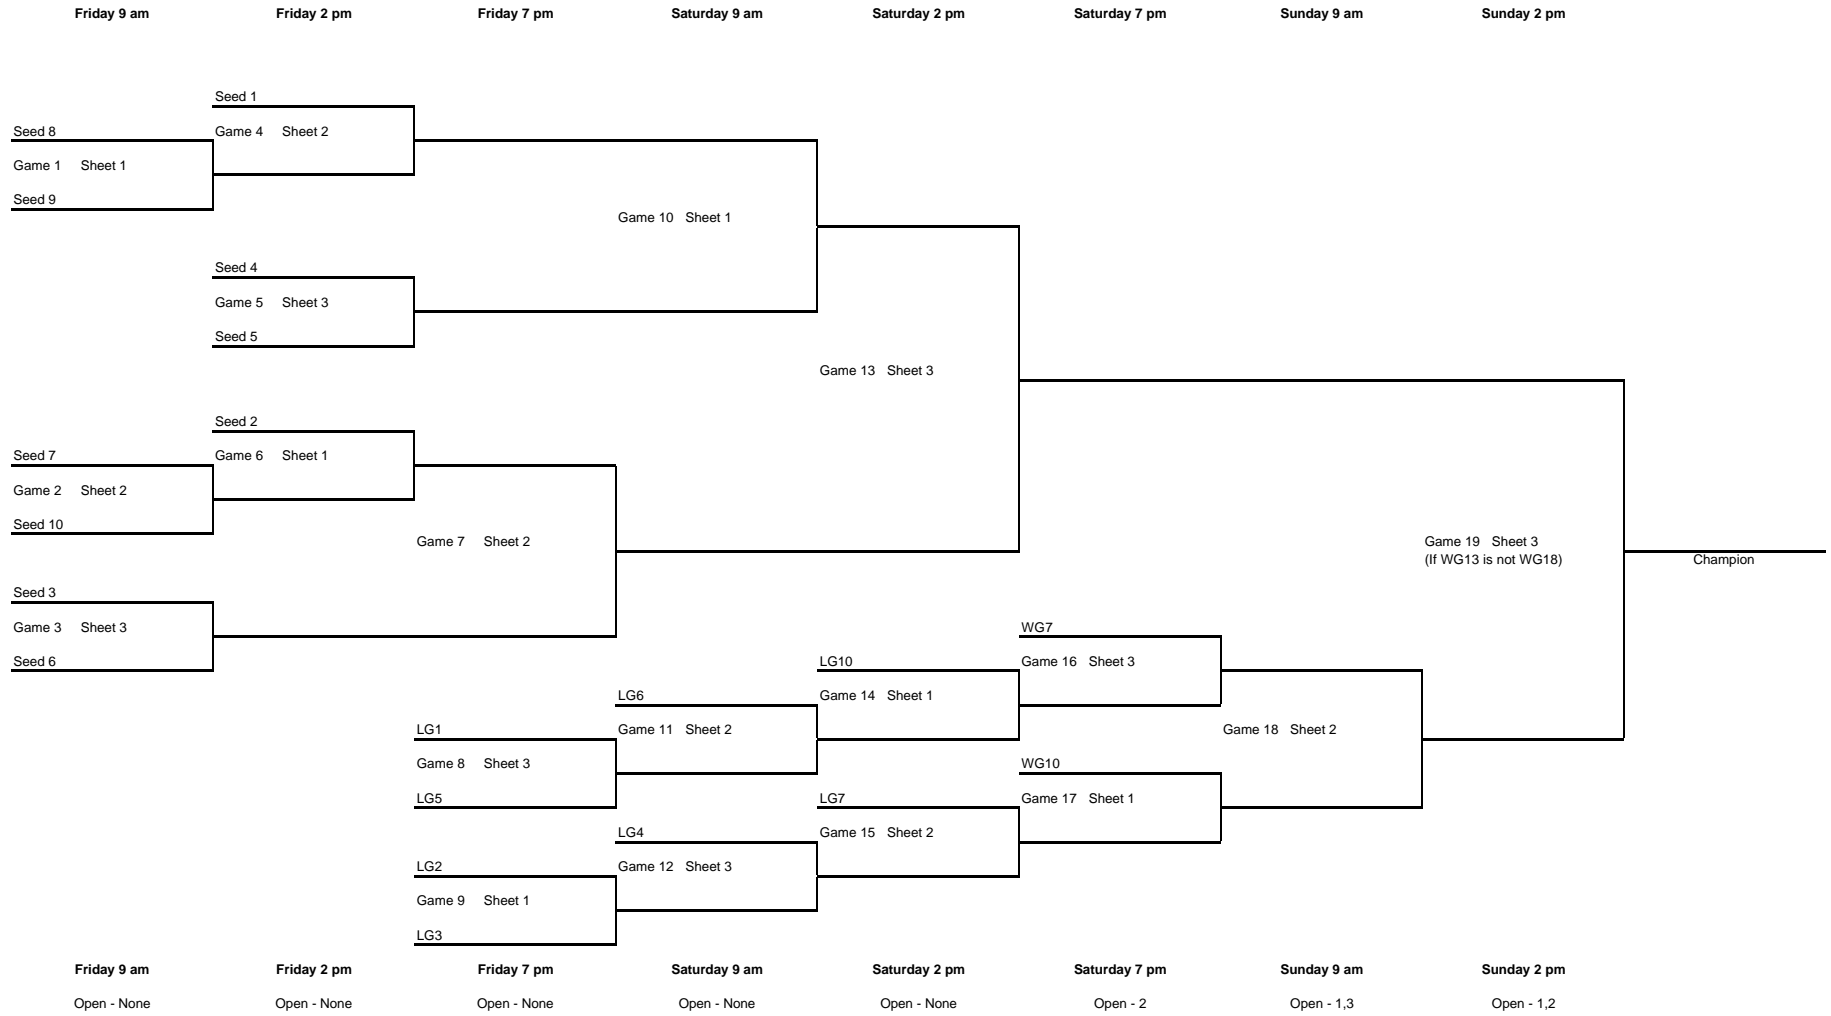 Friday 9 am Friday 2 pm Friday 7 pm Saturday 9 am Saturday 2 pm Saturday 7 pm Sunday 9 am Sunday 2 pm
Seed 1
Seed 8 Game 4 Sheet 2
Game 1 Sheet 1
Seed 9
Game 10 Sheet 1
Seed 4
Game 5 Sheet 3
Seed 5
Game 13 Sheet 3
Seed 2
Seed 7 Game 6 Sheet 1
Game 2 Sheet 2
Seed 10
Game 7 Sheet 2 Game 19 Sheet 3
(If WG13 is not WG18) Champion
Seed 3
Game 3 Sheet 3 WG7
Seed 6 LG10 Game 16 Sheet 3
LG6 Game 14 Sheet 1
LG1 Game 11 Sheet 2 Game 18 Sheet 2
Game 8 Sheet 3 WG10
LG5 LG7 Game 17 Sheet 1
LG4 Game 15 Sheet 2
LG2 Game 12 Sheet 3
Game 9 Sheet 1
LG3
Friday 9 am Friday 2 pm Friday 7 pm Saturday 9 am Saturday 2 pm Saturday 7 pm Sunday 9 am Sunday 2 pm
Open - None Open - None Open - None Open - None Open - None Open - 2 Open - 1,3 Open - 1,2